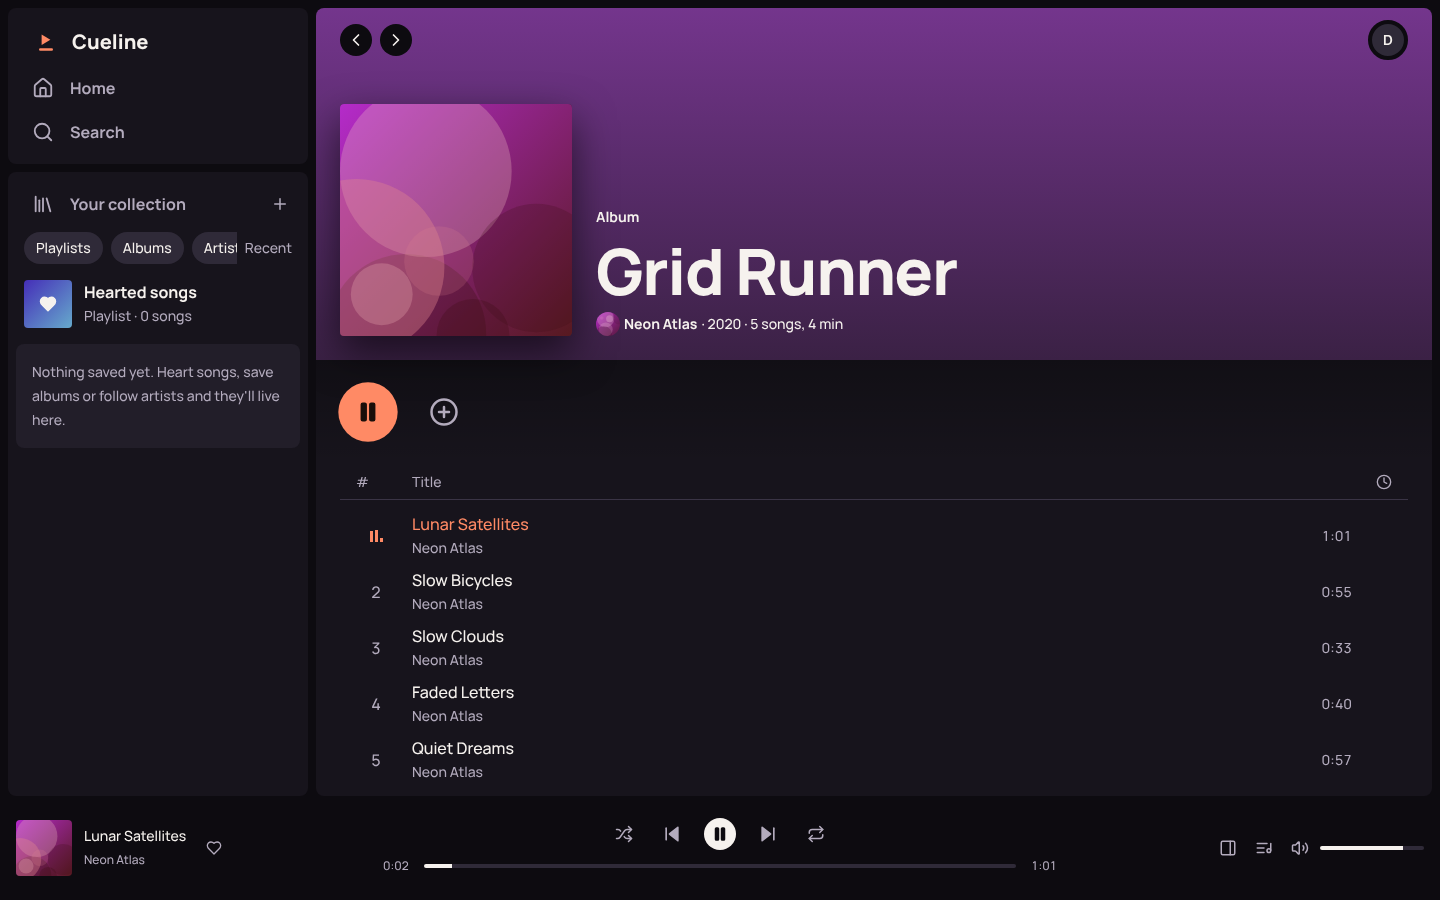 Cueline
Home
Search
Your collection
Playlists
Albums
Artist
Recent
Hearted songs
Playlist · 0 songs
Nothing saved yet. Heart songs, save
albums or follow artists and they'll live
here.
D
Album
Grid Runner
Neon Atlas · 2020 · 5 songs, 4 min
# Title
Lunar Satellites
Neon Atlas
1:01
2
Slow Bicycles
Neon Atlas
0:55
3
Slow Clouds
Neon Atlas
0:33
4
Faded Letters
Neon Atlas
0:40
5
Quiet Dreams
Neon Atlas
0:57
Lunar Satellites
Neon Atlas
0:02
1:01